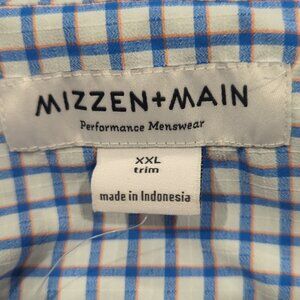 MIZZEN+MAIN
Performance Menswear
XXL
trim
made in Indonesia